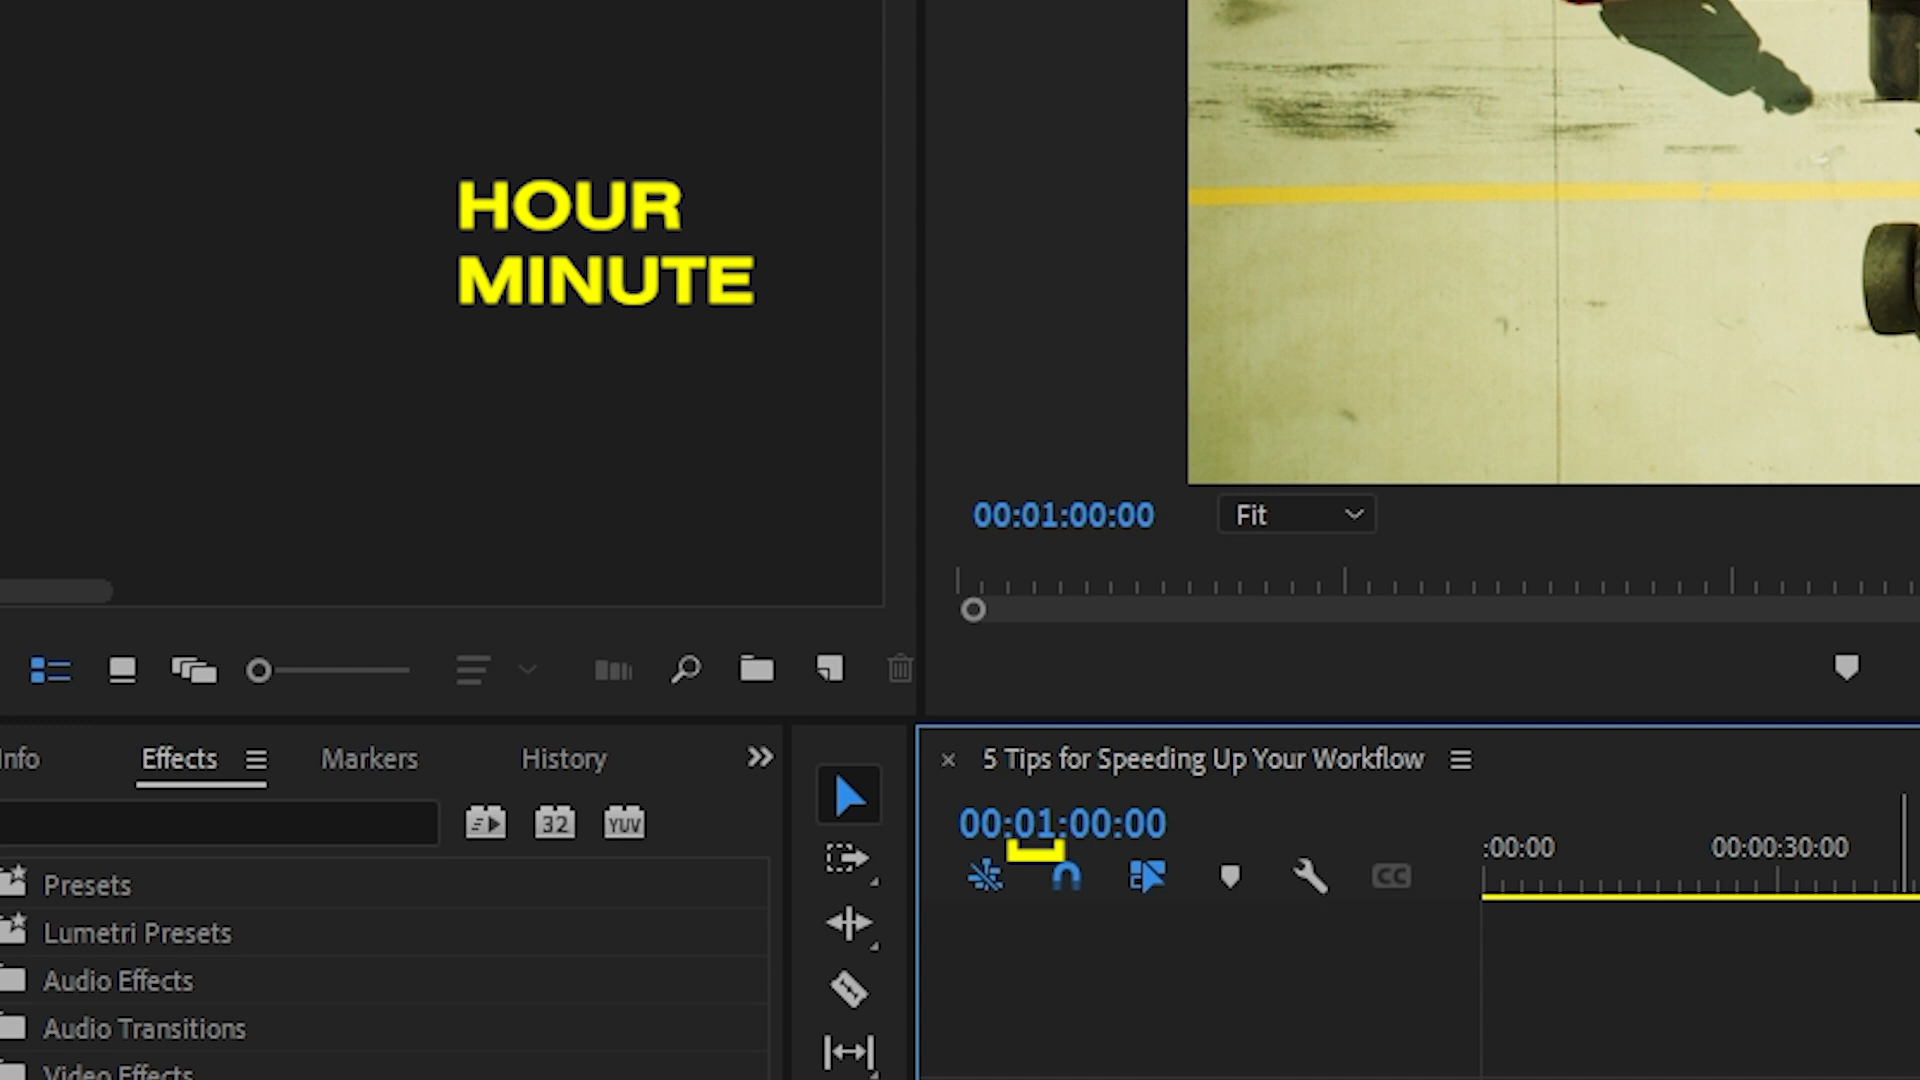 HOUR
MINUTE
00:01:00:00
Fit
Info
Effects
Markers
History
5 Tips for Speeding Up Your Workflow
00:01:00:00
32
YUV
CC
:00:00
00:00:30:00
Presets
Lumetri Presets
Audio Effects
Audio Transitions
Video Effects